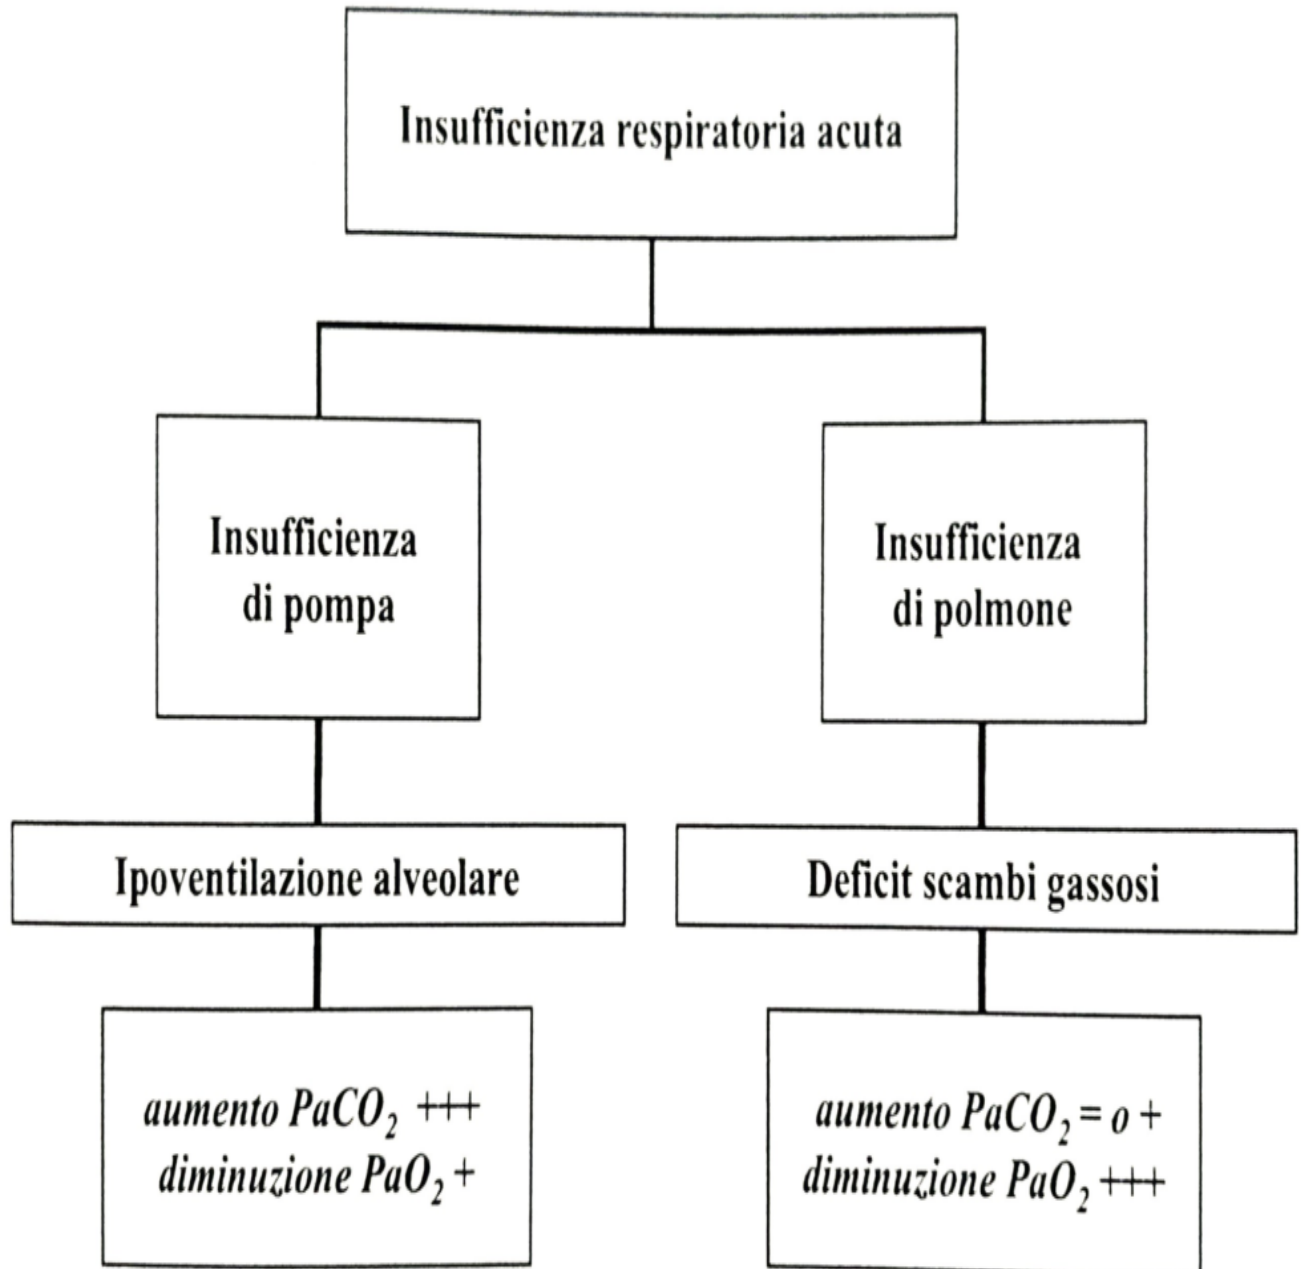 Insufficienza respiratoria acuta
Insufficienza
di pompa
Insufficienza
di polmone
Ipoventilazione alveolare
Deficit scambi gassosi
aumento PaCO₂ +++
diminuzione PaO₂ +
aumento PaCO₂ = o +
diminuzione PaO₂ +++